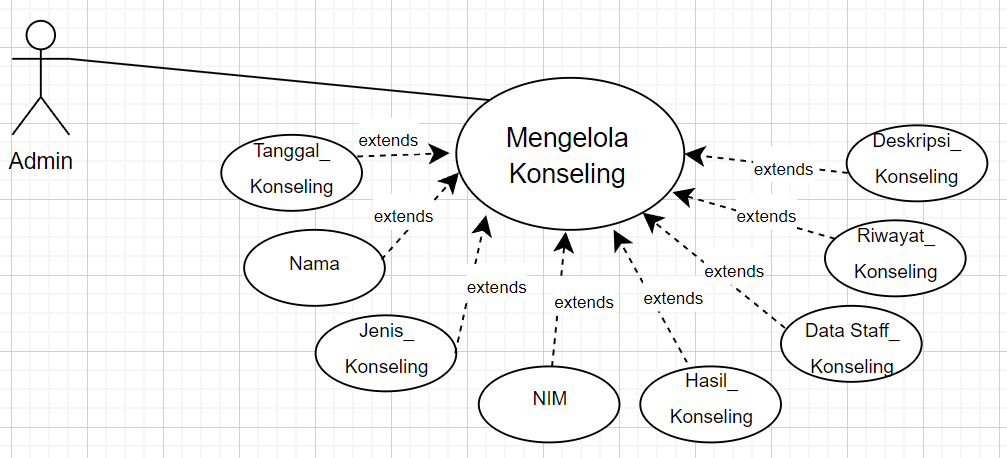 Admin
Mengelola
Konseling
extends
Tanggal_
Konseling
extends
Nama
extends
Jenis_
Konseling
extends
NIM
extends
Hasil_
Konseling
extends
Data Staff_
Konseling
extends
Riwayat_
Konseling
extends
Deskripsi_
Konseling